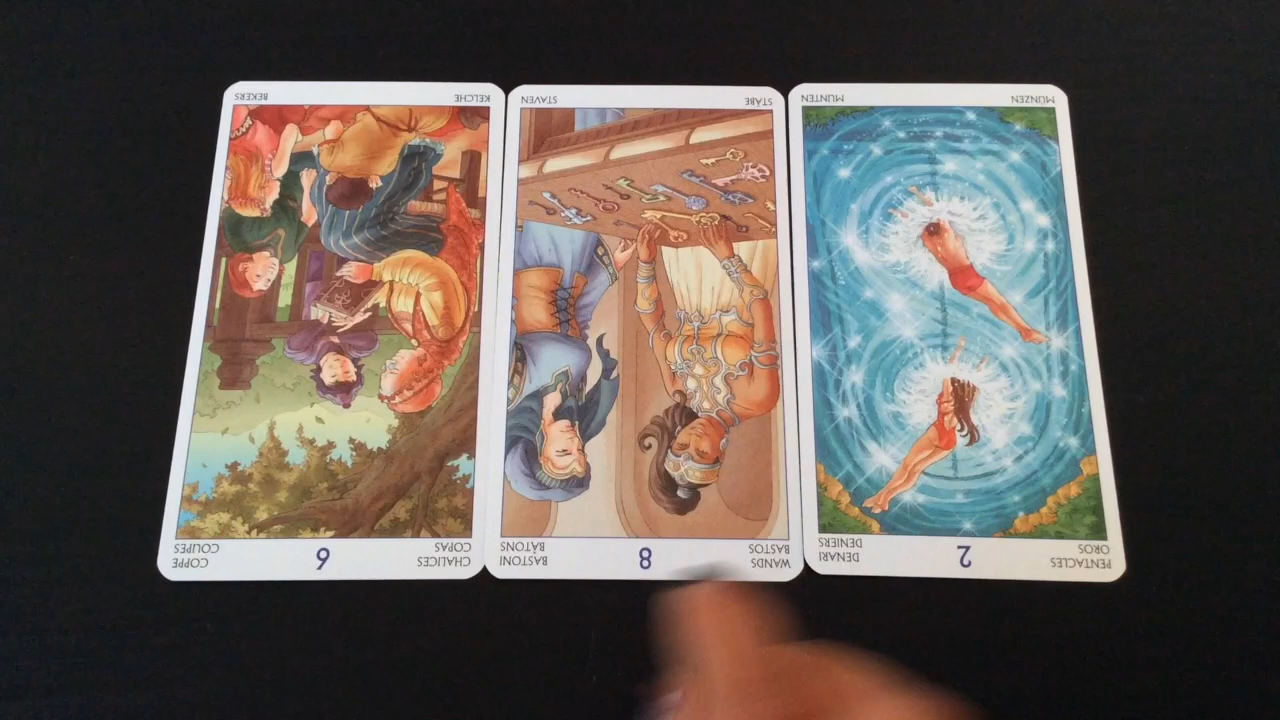 PENTACLES
OROS
2
DENARI
DENIERS
MÜNZEN
MUNTEN
WANDS
BASTOS
8
BASTONI
BÂTONS
STÄBE
STAVEN
CHALICES
COPAS
6
COPPE
COUPES
KELCHE
BEKERS